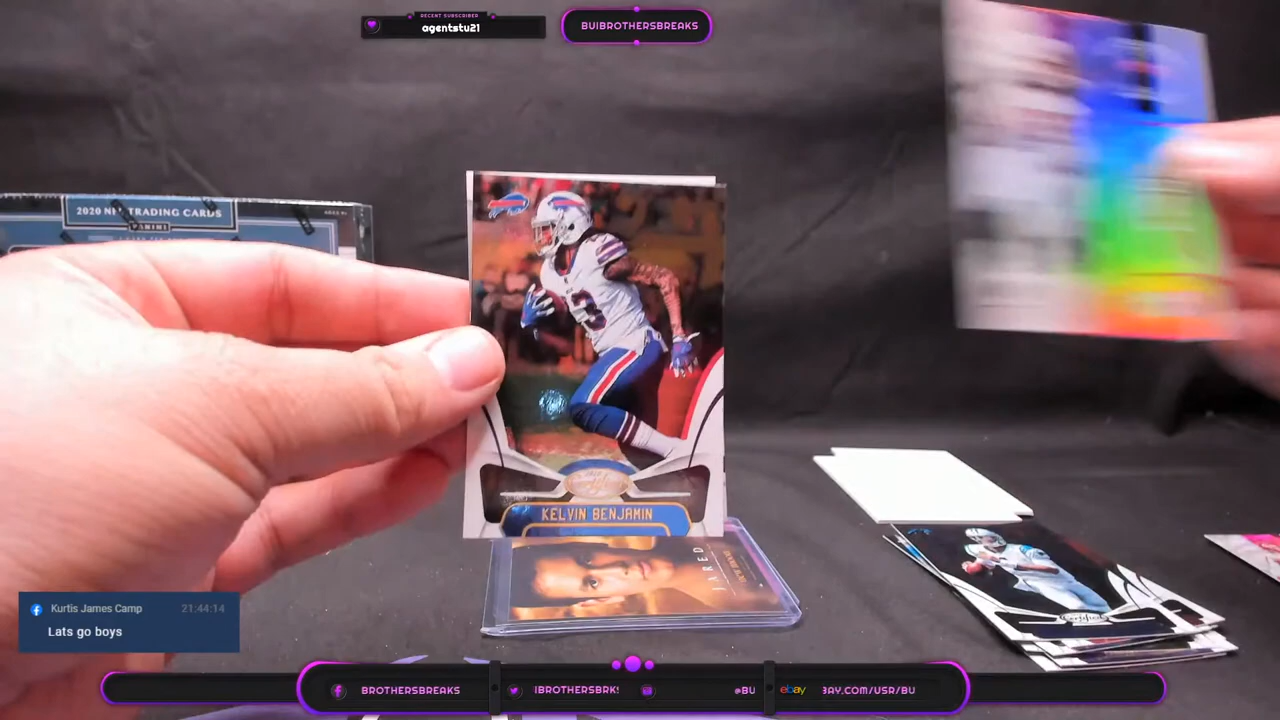 RECENT SUBSCRIBER
agentstu21
BUIBROTHERSBREAKS
2020 NFL TRADING CARDS
PANINI
KELVIN BENJAMIN
JARED
Kurtis James Camp 21:44:14
Lats go boys
BROTHERSBREAKS
IBROTHERSBRK
@BU
ebay
3AY.COM/USR/BU